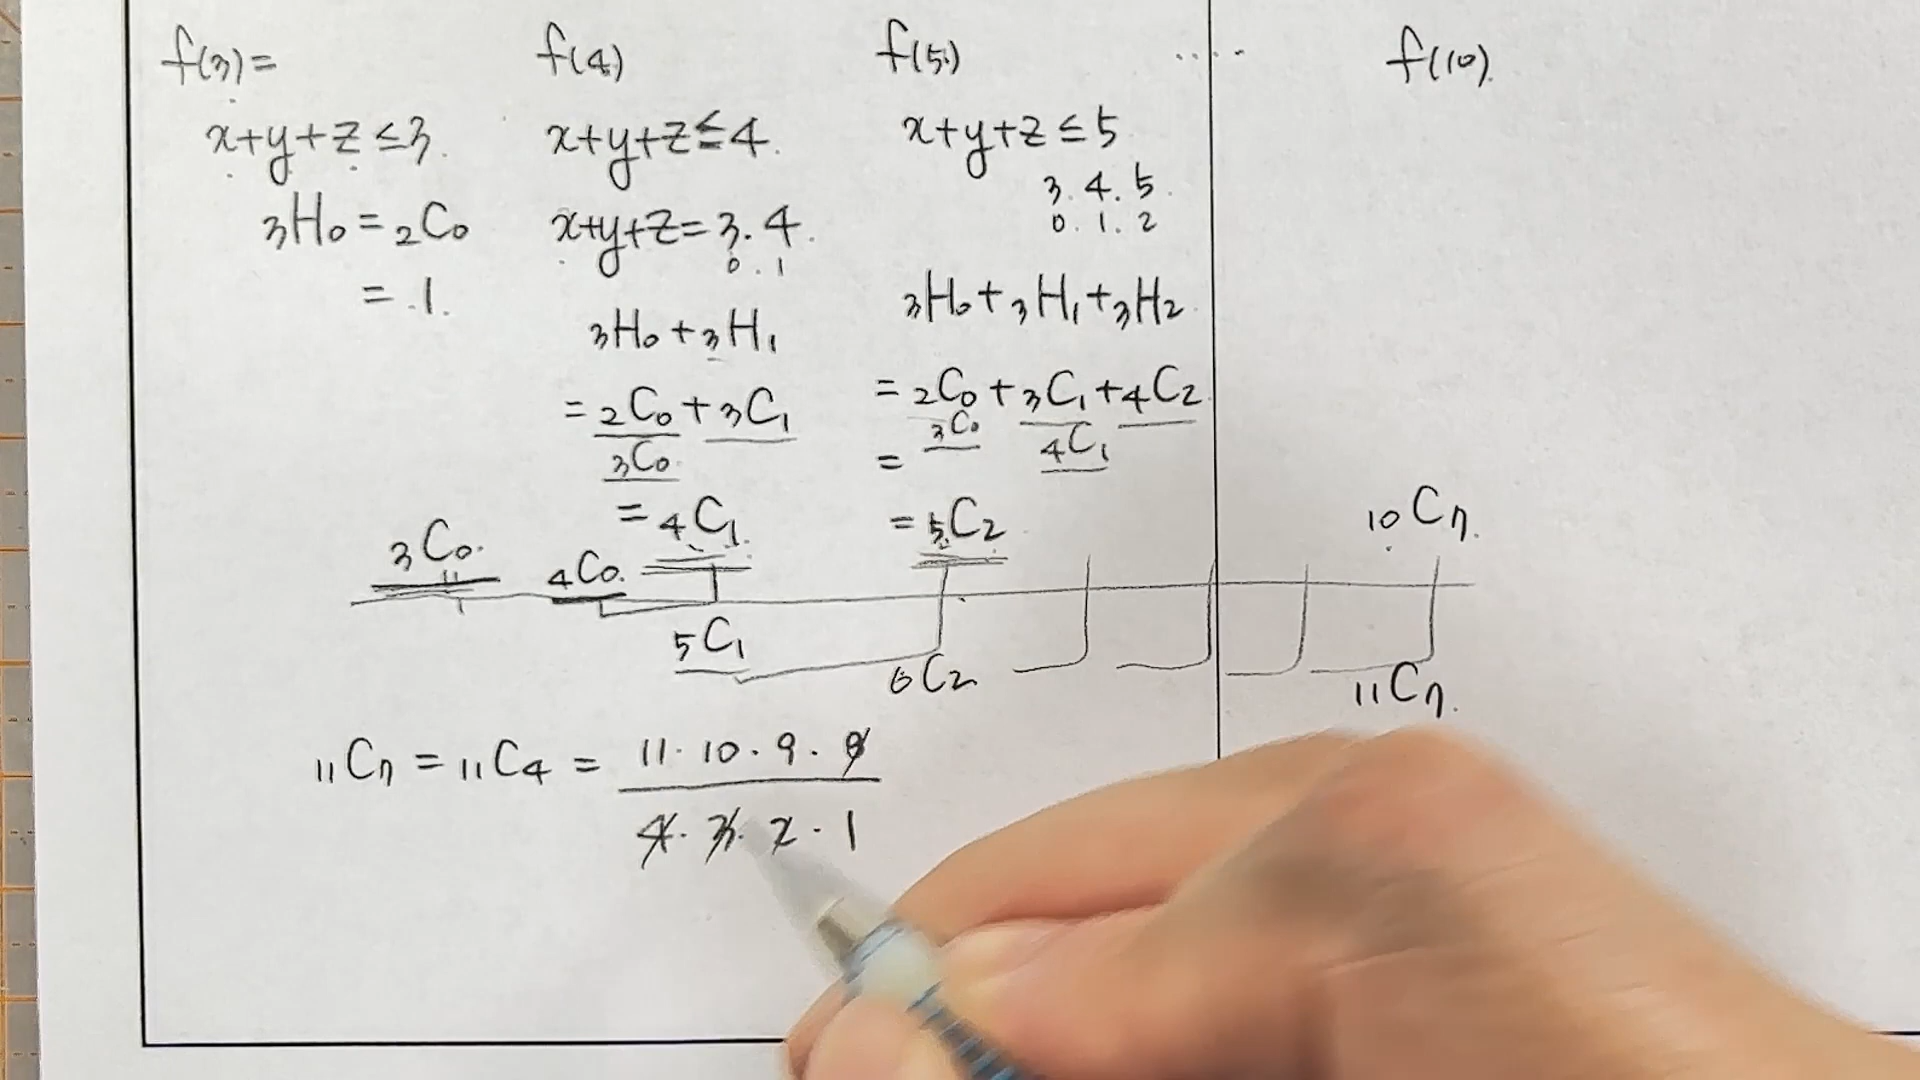 f(3)= f(4) f(5) ..... f(10).
x+y+z≤3. x+y+z≤4. x+y+z≤5
3. 4. 5.
0. 1. 2
₃H₀=₂C₀ x+y+z=3. 4.
0. 1
= 1. ₃H₀+₃H₁ ₃H₀+₃H₁+₃H₂
=₂C₀+₃C₁ =₂C₀+₃C₁+₄C₂
₃C₀ = ₃C₀ ₄C₁
₃C₀. =₄C₁. =₅C₂ ₁₀C₇.
₄C₀.
₅C₁ ₆C₂ ₁₁C₇.
₁₁C₇ = ₁₁C₄ = 11. 10. 9.
4. 3. 2. 1